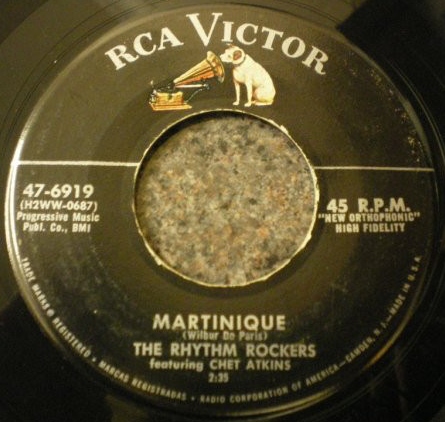 RCA VICTOR
47-6919
(H2WW-0687)
Progressive Music
Publ. Co., BMI
45 R.P.M.
"NEW ORTHOPHONIC"
HIGH FIDELITY
MARTINIQUE
(Wilbur De Paris)
THE RHYTHM ROCKERS
featuring CHET ATKINS
2:35
TRADE MARKS ® REGISTERED • MARCAS REGISTRADAS • RADIO CORPORATION OF AMERICA—CAMDEN, N. J.—MADE IN U.S.A.